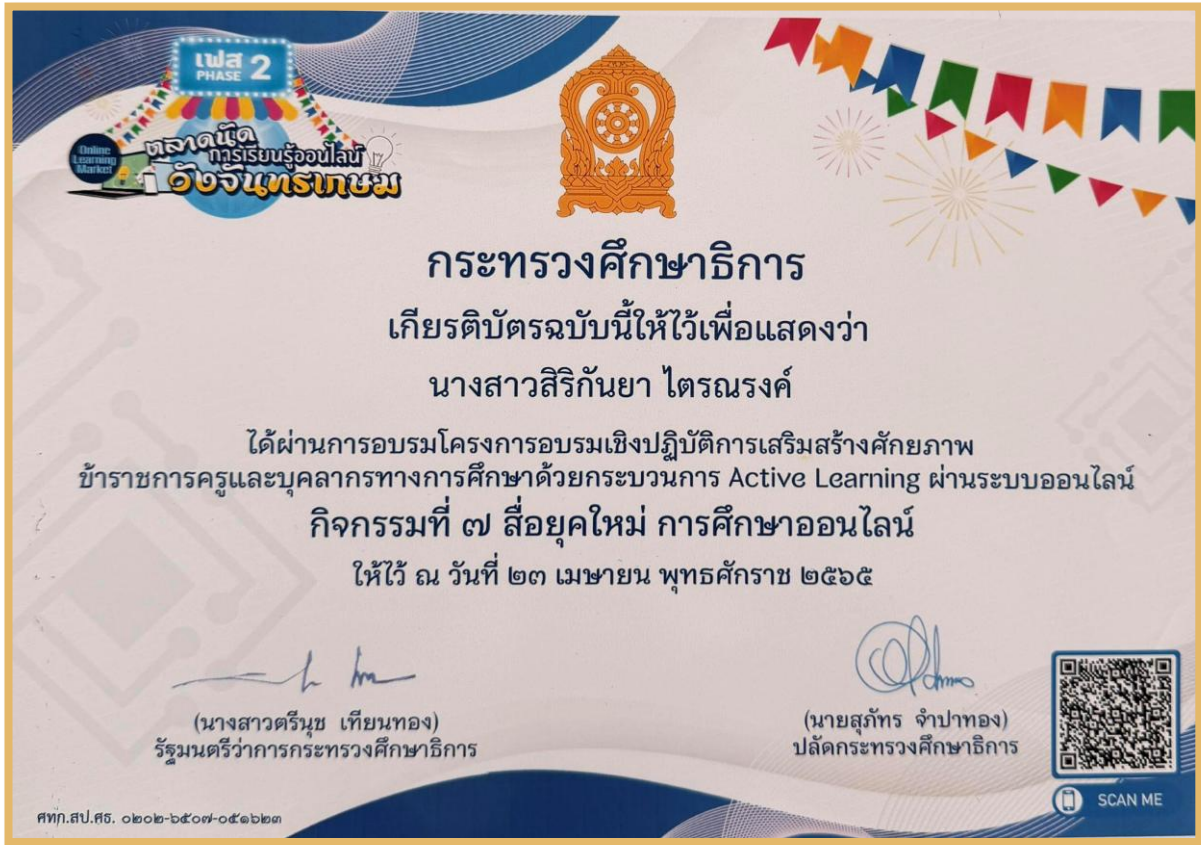 เฟส 2
PHASE
Online
Learning
Market
ตลาดนัด
การเรียนรู้ออนไลน์
วังจันทรเกษม
กระทรวงศึกษาธิการ
เกียรติบัตรฉบับนี้ให้ไว้เพื่อแสดงว่า
นางสาวสิริกันยา ไตรณรงค์
ได้ผ่านการอบรมโครงการอบรมเชิงปฏิบัติการเสริมสร้างศักยภาพ
ข้าราชการครูและบุคลากรทางการศึกษาด้วยกระบวนการ Active Learning ผ่านระบบออนไลน์
กิจกรรมที่ ๗ สื่อยุคใหม่ การศึกษาออนไลน์
ให้ไว้ ณ วันที่ ๒๓ เมษายน พุทธศักราช ๒๕๖๕
(นางสาวตรีนุช เทียนทอง)
รัฐมนตรีว่าการกระทรวงศึกษาธิการ
(นายสุภัทร จำปาทอง)
ปลัดกระทรวงศึกษาธิการ
SCAN ME
ศทก.สป.ศธ. ๐๒๐๒-๖๕๐๗-๐๕๑๖๒๓